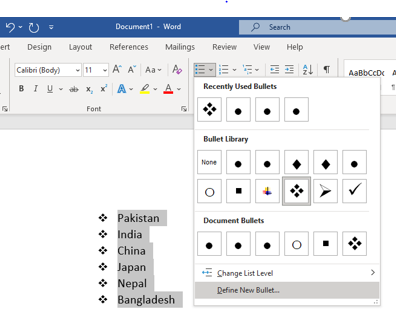 Document1 - Word
Search
ert Design Layout References Mailings Review View Help
Calibri (Body) 11 A A Aa A
B I U ab x₂ x² A A
AaBbCcDc
Font
Recently Used Bullets
Bullet Library
None
Document Bullets
Change List Level
Define New Bullet...
Pakistan
India
China
Japan
Nepal
Bangladesh